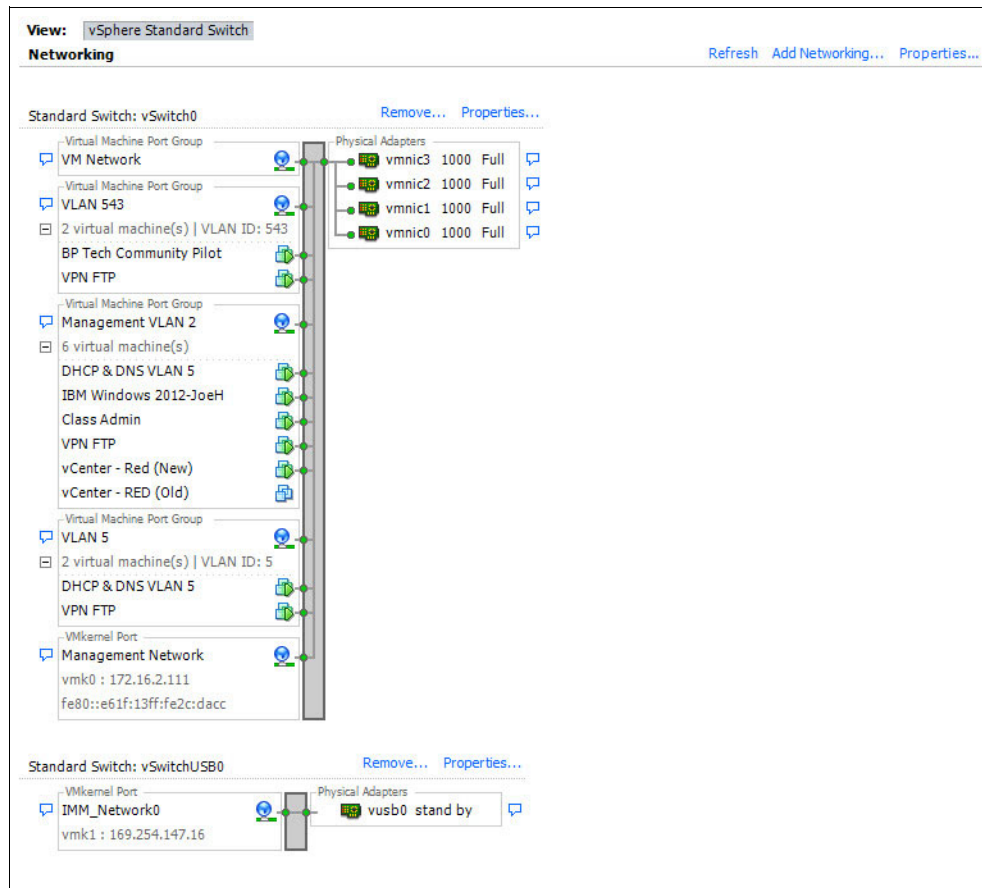 View: vSphere Standard Switch
Networking Refresh Add Networking... Properties...
Standard Switch: vSwitch0 Remove... Properties...
Virtual Machine Port Group Physical Adapters
VM Network vmnic3 1000 Full
Virtual Machine Port Group vmnic2 1000 Full
VLAN 543 vmnic1 1000 Full
2 virtual machine(s) | VLAN ID: 543 vmnic0 1000 Full
BP Tech Community Pilot
VPN FTP
Virtual Machine Port Group
Management VLAN 2
6 virtual machine(s)
DHCP & DNS VLAN 5
IBM Windows 2012-JoeH
Class Admin
VPN FTP
vCenter - Red (New)
vCenter - RED (Old)
Virtual Machine Port Group
VLAN 5
2 virtual machine(s) | VLAN ID: 5
DHCP & DNS VLAN 5
VPN FTP
VMkernel Port
Management Network
vmk0 : 172.16.2.111
fe80::e61f:13ff:fe2c:dacc
Standard Switch: vSwitchUSB0 Remove... Properties...
VMkernel Port Physical Adapters
IMM_Network0 vusb0 stand by
vmk1 : 169.254.147.16